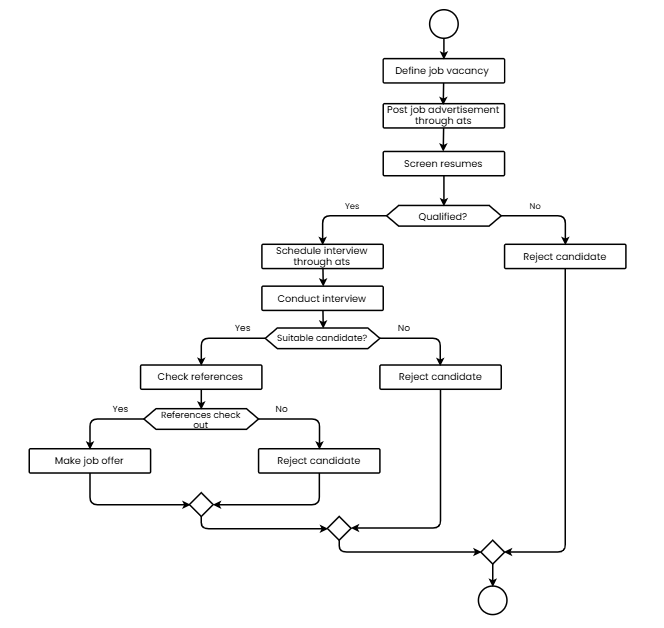 Define job vacancy
Post job advertisement
through ats
Screen resumes
Qualified?
Yes
No
Schedule interview
through ats
Reject candidate
Conduct interview
Suitable candidate?
Yes
No
Check references
Reject candidate
References check
out
Yes
No
Make job offer
Reject candidate